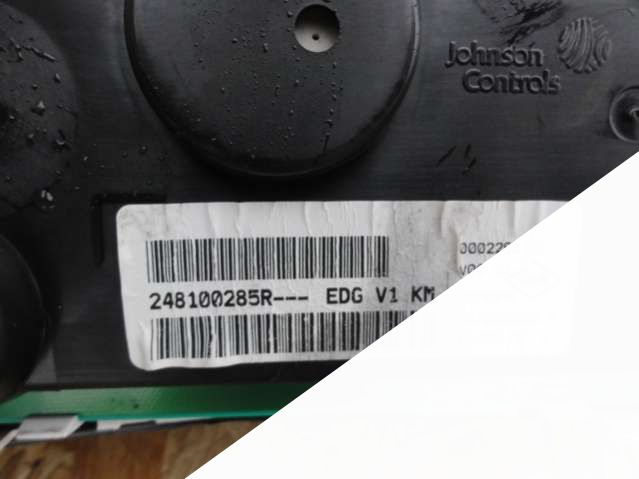 Johnson
Controls
248100285R--- EDG V1 KM